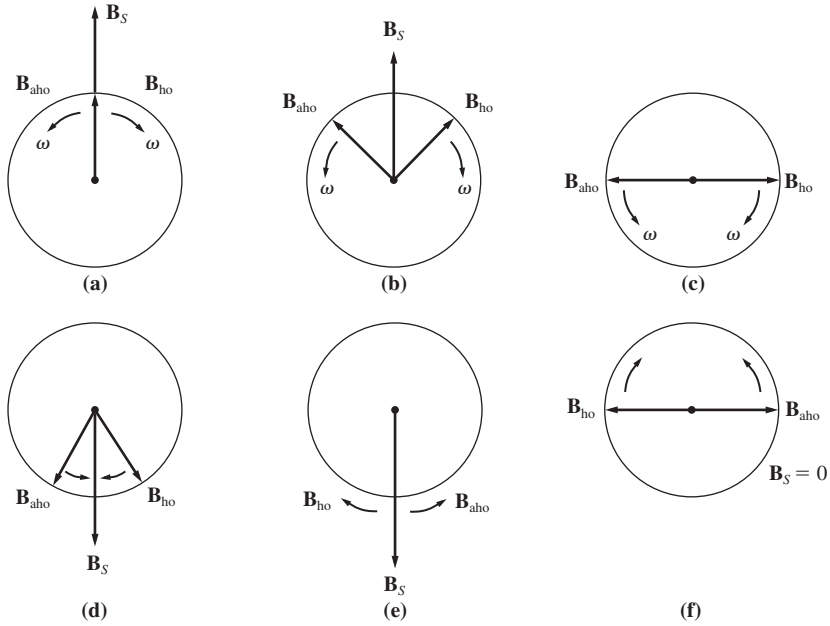 B_S
B_aho B_ho
ω ω
(a)
B_S
B_aho B_ho
ω ω
(b)
B_aho B_ho
ω ω
(c)
B_aho B_ho
B_S
(d)
B_ho B_aho
B_S
(e)
B_ho B_aho
B_S = 0
(f)